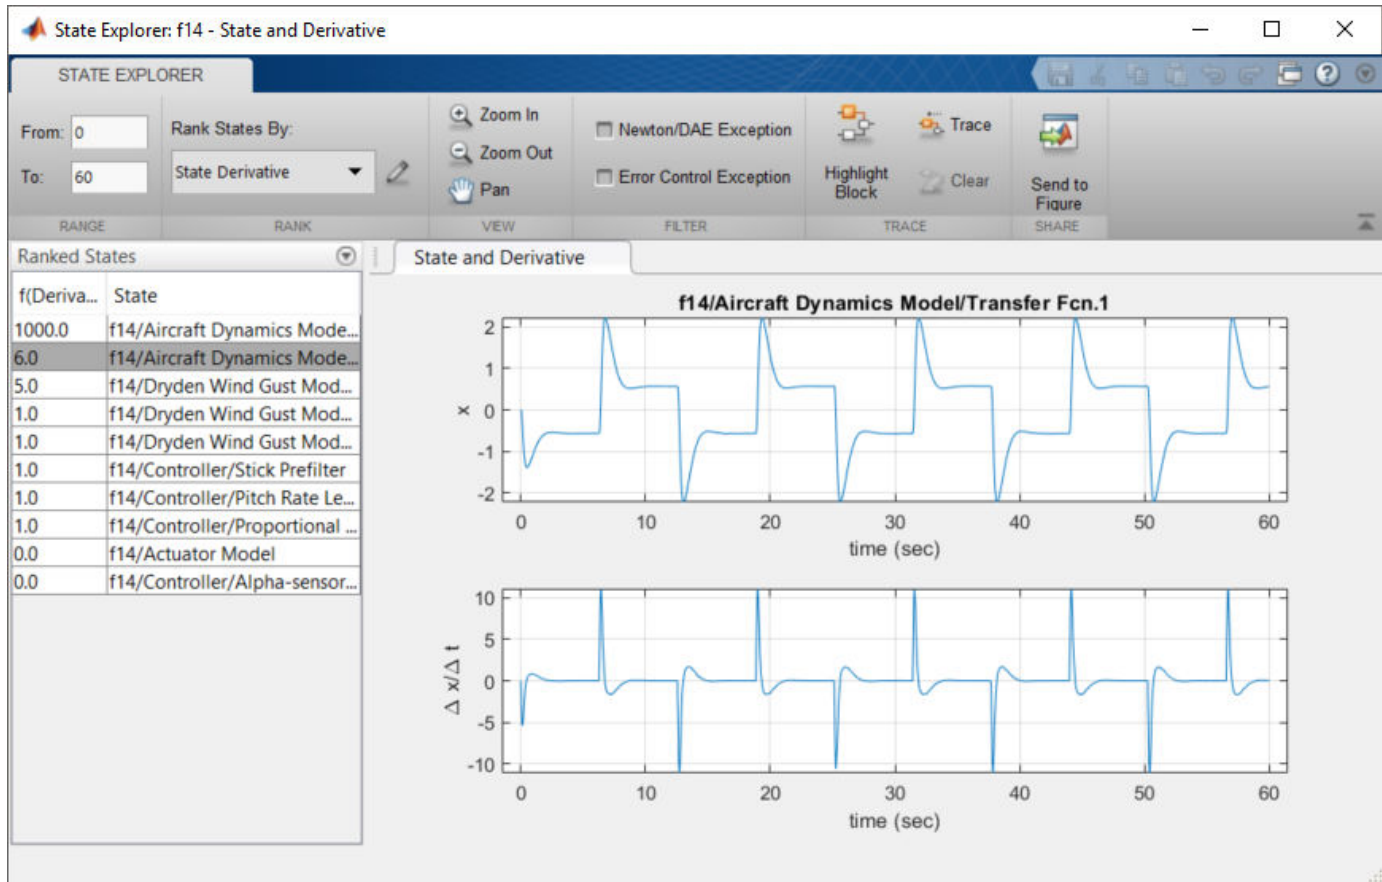 State Explorer: f14 - State and Derivative
STATE EXPLORER
From: 0
To: 60
RANGE
Rank States By:
State Derivative
RANK
Zoom In
Zoom Out
Pan
VIEW
Newton/DAE Exception
Error Control Exception
FILTER
Highlight
Block
Trace
Clear
TRACE
Send to
Figure
SHARE
Ranked States
f(Deriva... State
1000.0 f14/Aircraft Dynamics Mode...
6.0 f14/Aircraft Dynamics Mode...
5.0 f14/Dryden Wind Gust Mod...
1.0 f14/Dryden Wind Gust Mod...
1.0 f14/Dryden Wind Gust Mod...
1.0 f14/Controller/Stick Prefilter
1.0 f14/Controller/Pitch Rate Le...
1.0 f14/Controller/Proportional ...
0.0 f14/Actuator Model
0.0 f14/Controller/Alpha-sensor...
State and Derivative
f14/Aircraft Dynamics Model/Transfer Fcn.1
2
1
0
-1
-2
x
0 10 20 30 40 50 60
time (sec)
10
5
0
-5
-10
Δ x/Δ t
0 10 20 30 40 50 60
time (sec)